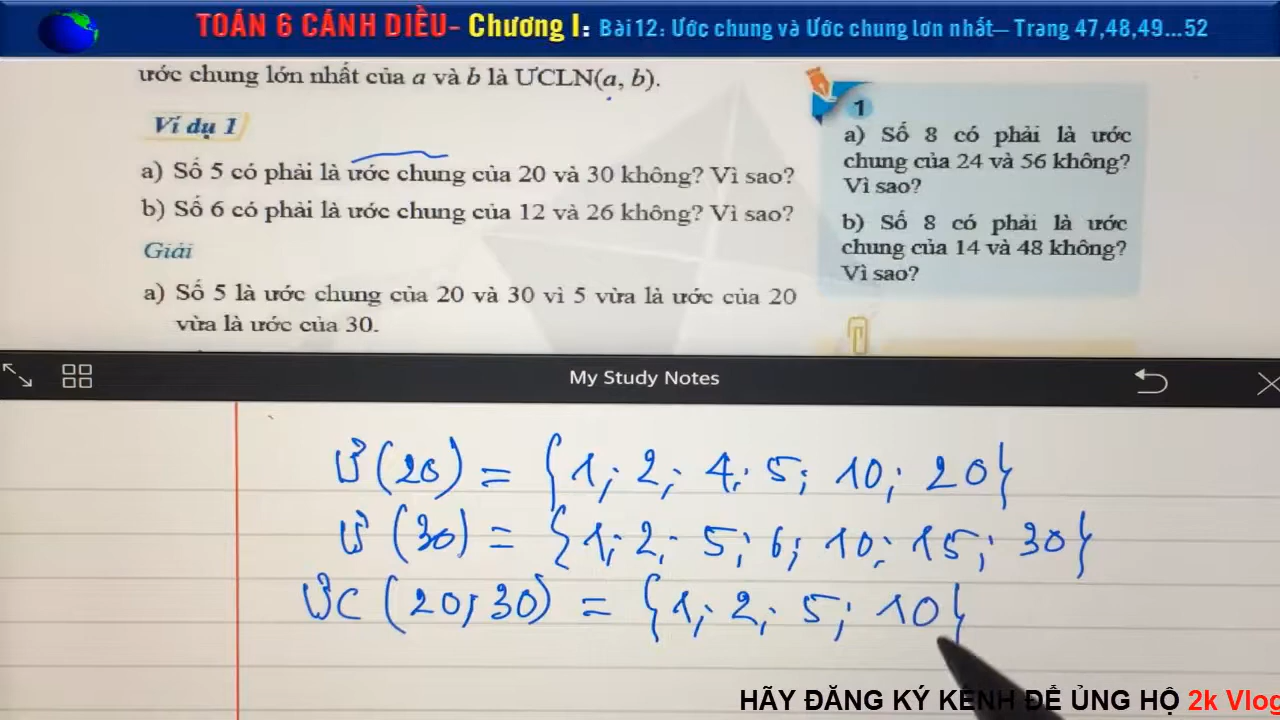 TOÁN 6 CÁNH DIỀU- Chương I: Bài 12: Ước chung và Ước chung lớn nhất– Trang 47,48,49...52
ước chung lớn nhất của a và b là ƯCLN(a, b).
Ví dụ 1
a) Số 5 có phải là ước chung của 20 và 30 không? Vì sao?
b) Số 6 có phải là ước chung của 12 và 26 không? Vì sao?
Giải
a) Số 5 là ước chung của 20 và 30 vì 5 vừa là ước của 20
vừa là ước của 30.
1
a) Số 8 có phải là ước
chung của 24 và 56 không?
Vì sao?
b) Số 8 có phải là ước
chung của 14 và 48 không?
Vì sao?
My Study Notes
Ư(20) = {1; 2; 4; 5; 10; 20}
Ư(30) = {1; 2; 5; 6; 10; 15; 30}
ƯC(20; 30) = {1; 2; 5; 10}
HÃY ĐĂNG KÝ KÊNH ĐỂ ỦNG HỘ 2k Vlog